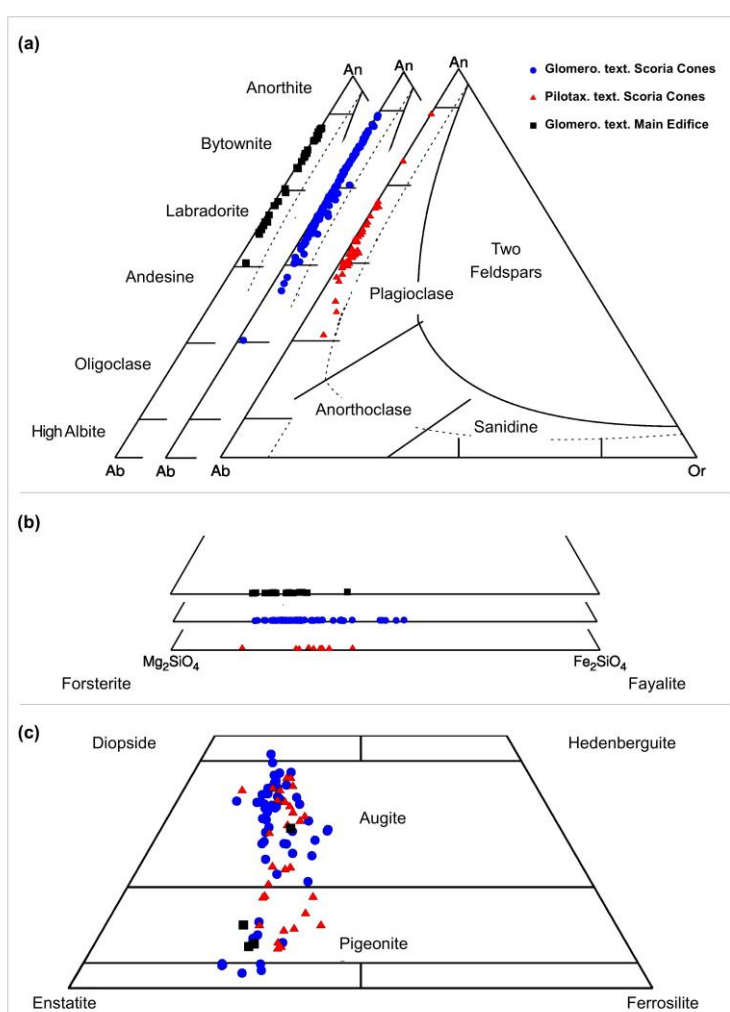 (a)
An An An
Anorthite
Glomero. text. Scoria Cones
Pilotax. text. Scoria Cones
Glomero. text. Main Edifice
Bytownite
Labradorite
Two
Feldspars
Andesine
Plagioclase
Oligoclase
Anorthoclase
Sanidine
High Albite
Ab Ab Ab Or
(b)
Mg2SiO4 Fe2SiO4
Forsterite Fayalite
(c)
Diopside Hedenberguite
Augite
Pigeonite
Enstatite Ferrosilite